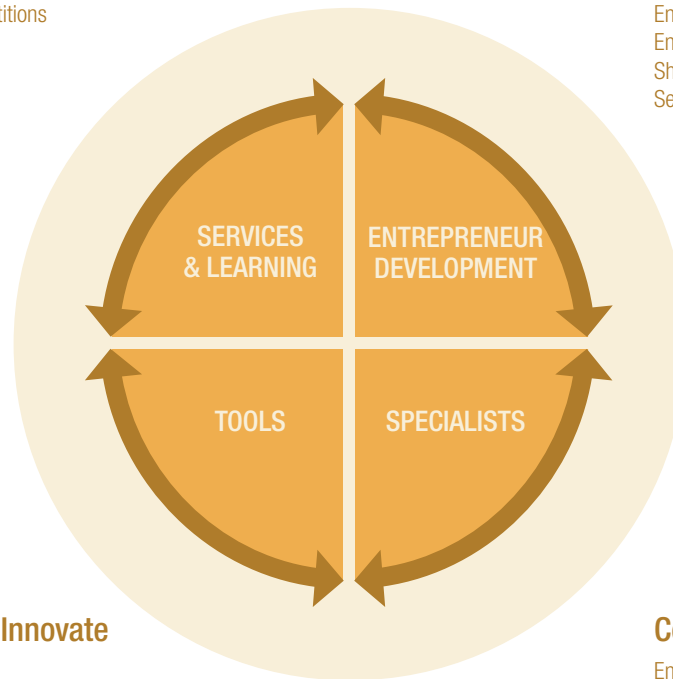 SERVICES
& LEARNING
ENTREPRENEUR
DEVELOPMENT
TOOLS
SPECIALISTS
Innovate